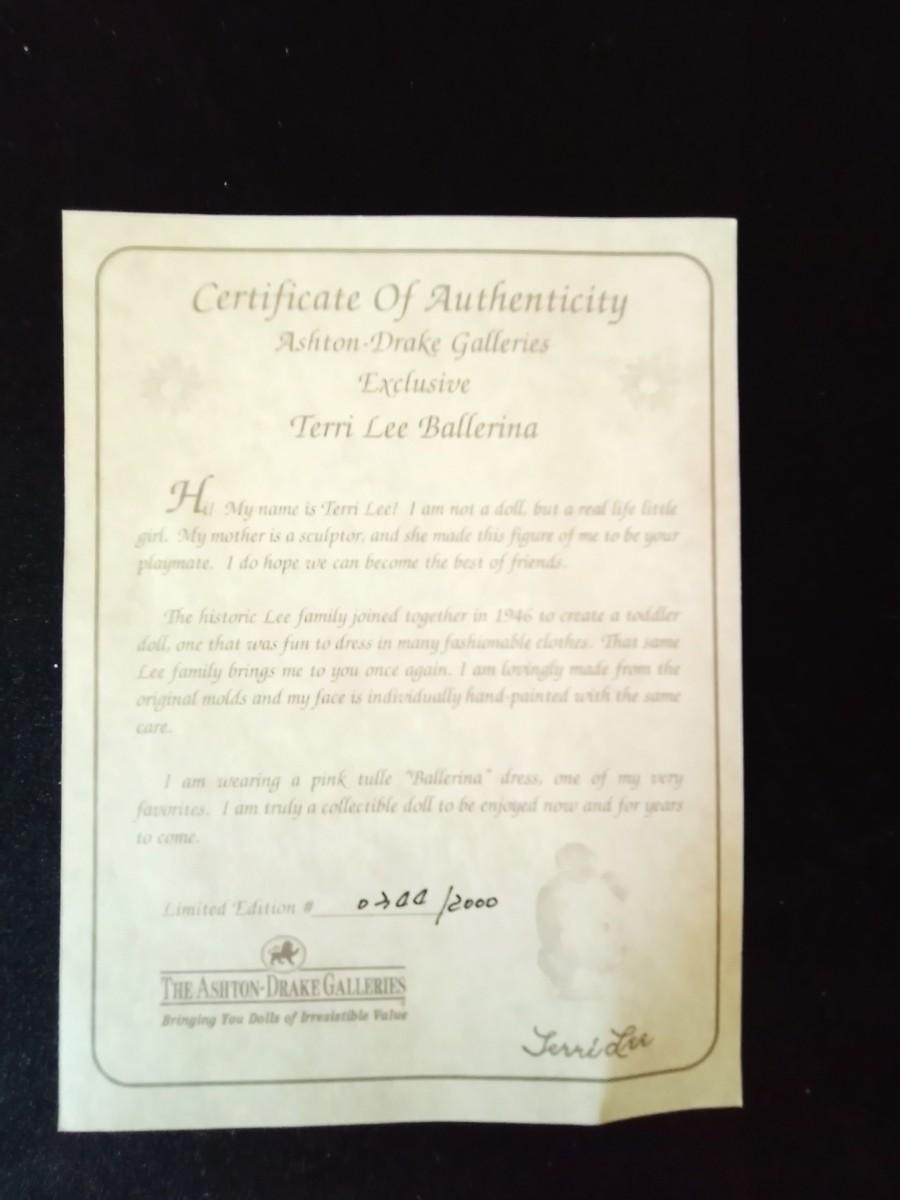 Certificate Of Authenticity
Ashton-Drake Galleries
Exclusive
Terri Lee Ballerina
Hi! My name is Terri Lee! I am not a doll, but a real life little
girl. My mother is a sculptor, and she made this figure of me to be your
playmate. I do hope we can become the best of friends.
The historic Lee family joined together in 1946 to create a toddler
doll, one that was fun to dress in many fashionable clothes. That same
Lee family brings me to you once again. I am lovingly made from the
original molds and my face is individually hand-painted with the same
care.
I am wearing a pink tulle "Ballerina" dress, one of my very
favorites. I am truly a collectible doll to be enjoyed now and for years
to come.
Limited Edition # /2000
THE ASHTON-DRAKE GALLERIES
Bringing You Dolls of Irresistible Value
Terri Lee